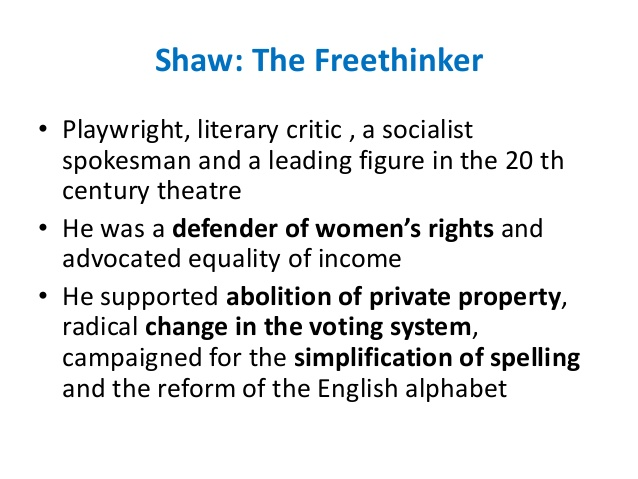 Shaw: The Freethinker
• Playwright, literary critic , a socialist
spokesman and a leading figure in the 20 th
century theatre
• He was a defender of women’s rights and
advocated equality of income
• He supported abolition of private property,
radical change in the voting system,
campaigned for the simplification of spelling
and the reform of the English alphabet